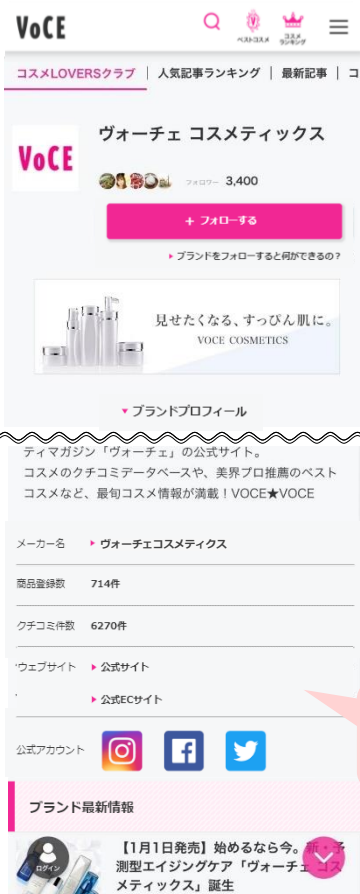 VoCE
ベストコスメ
コスメ
ランキング
コスメLOVERSクラブ | 人気記事ランキング | 最新記事 | コ
VoCE
ヴォーチェ コスメティックス
フォロワー 3,400
+ フォローする
ブランドをフォローすると何ができるの?
見せたくなる、すっぴん肌に。
VOCE COSMETICS
ブランドプロフィール
ティマガジン「ヴォーチェ」の公式サイト。
コスメのクチコミデータベースや、美界プロ推薦のベスト
コスメなど、最旬コスメ情報が満載!VOCE★VOCE
メーカー名 ヴォーチェコスメティクス
商品登録数 714件
クチコミ件数 6270件
ウェブサイト 公式サイト
公式ECサイト
公式アカウント
ブランド最新情報
ログイン
【1月1日発売】始めるなら今。新・予
測型エイジングケア「ヴォーチェ コス
メティックス」誕生